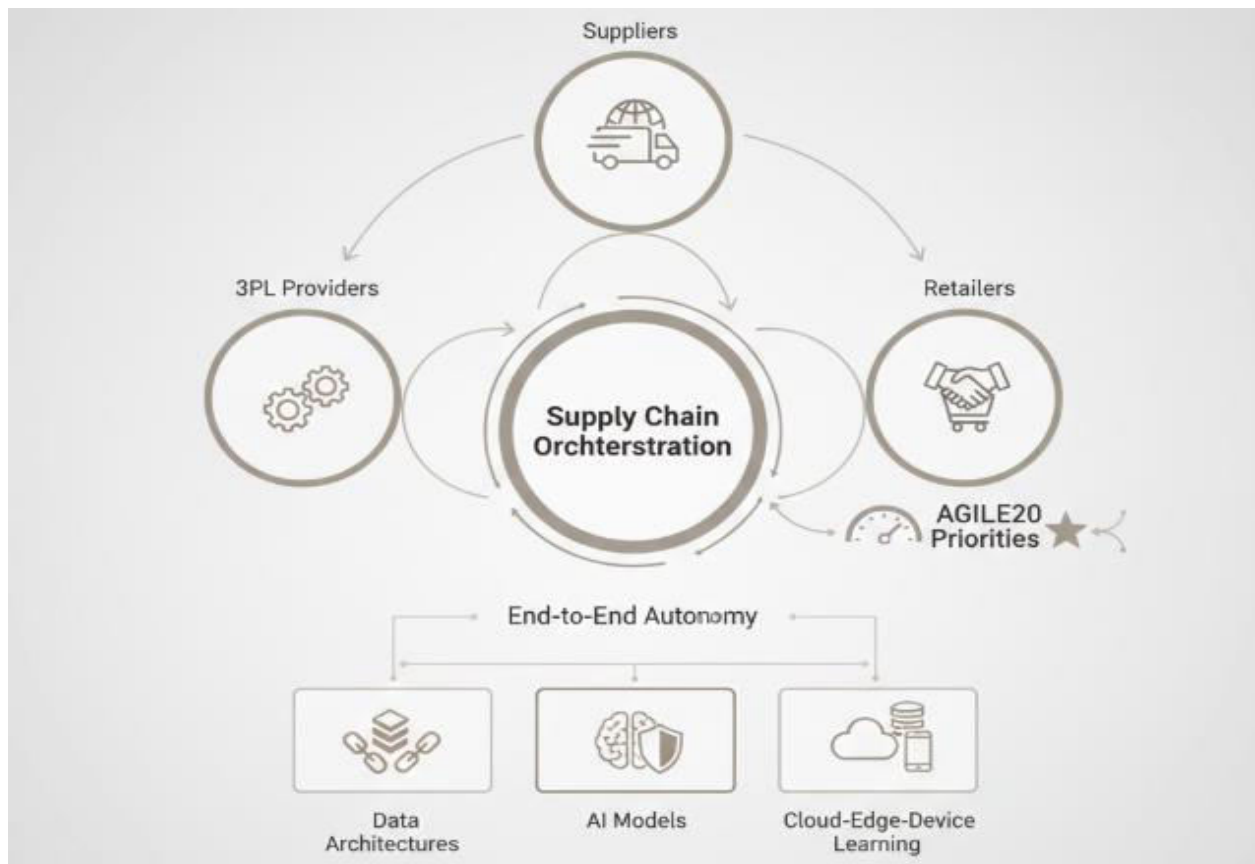 Suppliers
3PL Providers
Retailers
Supply Chain
Orchterstration
AGILE20
Priorities
End-to-End Autonomy
Data
Architectures
AI Models
Cloud-Edge-Device
Learning